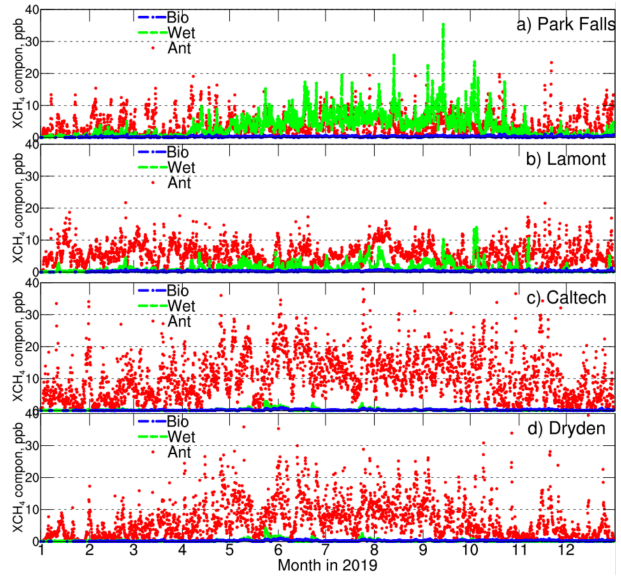 40
30
20
10
0
XCH4 compon, ppb
Bio
Wet
Ant
a) Park Falls
40
30
20
10
0
XCH4 compon, ppb
Bio
Wet
Ant
b) Lamont
40
30
20
10
0
XCH4 compon, ppb
Bio
Wet
Ant
c) Caltech
40
30
20
10
0
XCH4 compon, ppb
Bio
Wet
Ant
d) Dryden
1 2 3 4 5 6 7 8 9 10 11 12
Month in 2019